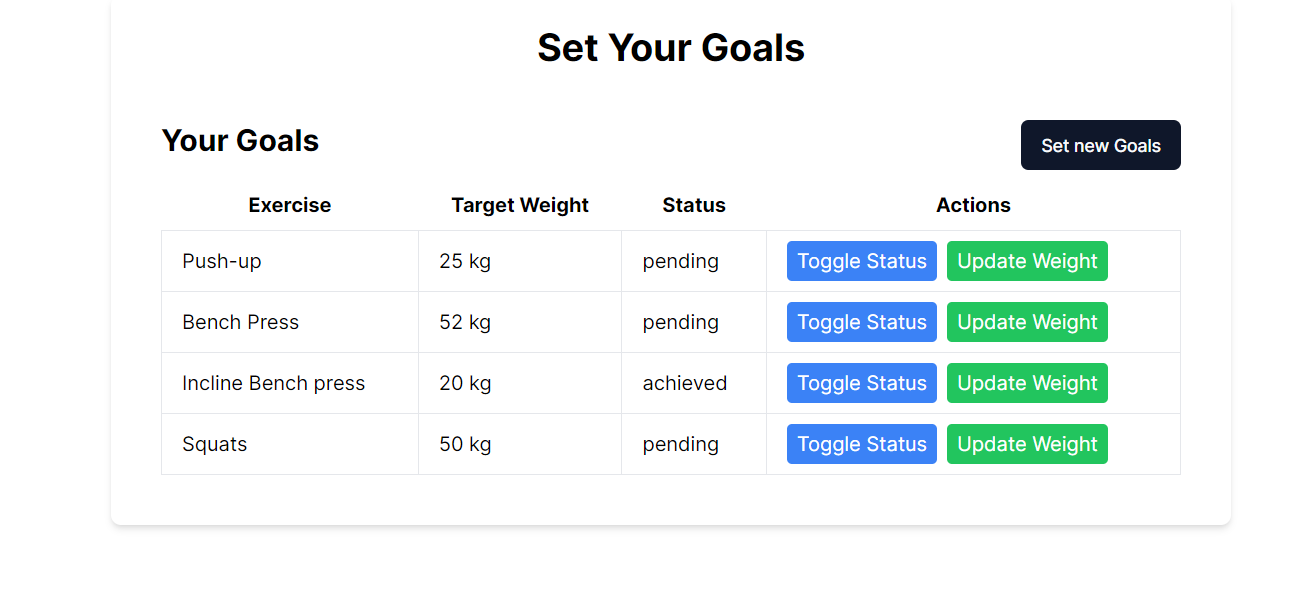 Set Your Goals
Your Goals
Set new Goals
Exercise Target Weight Status Actions
Push-up 25 kg pending Toggle Status Update Weight
Bench Press 52 kg pending Toggle Status Update Weight
Incline Bench press 20 kg achieved Toggle Status Update Weight
Squats 50 kg pending Toggle Status Update Weight